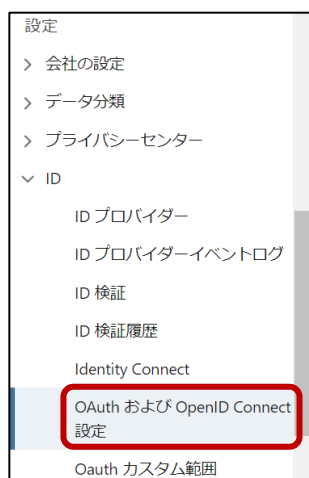 設定
会社の設定
データ分類
プライバシーセンター
ID
ID プロバイダー
ID プロバイダーイベントログ
ID 検証
ID 検証履歴
Identity Connect
OAuth および OpenID Connect
設定
Oauth カスタム範囲